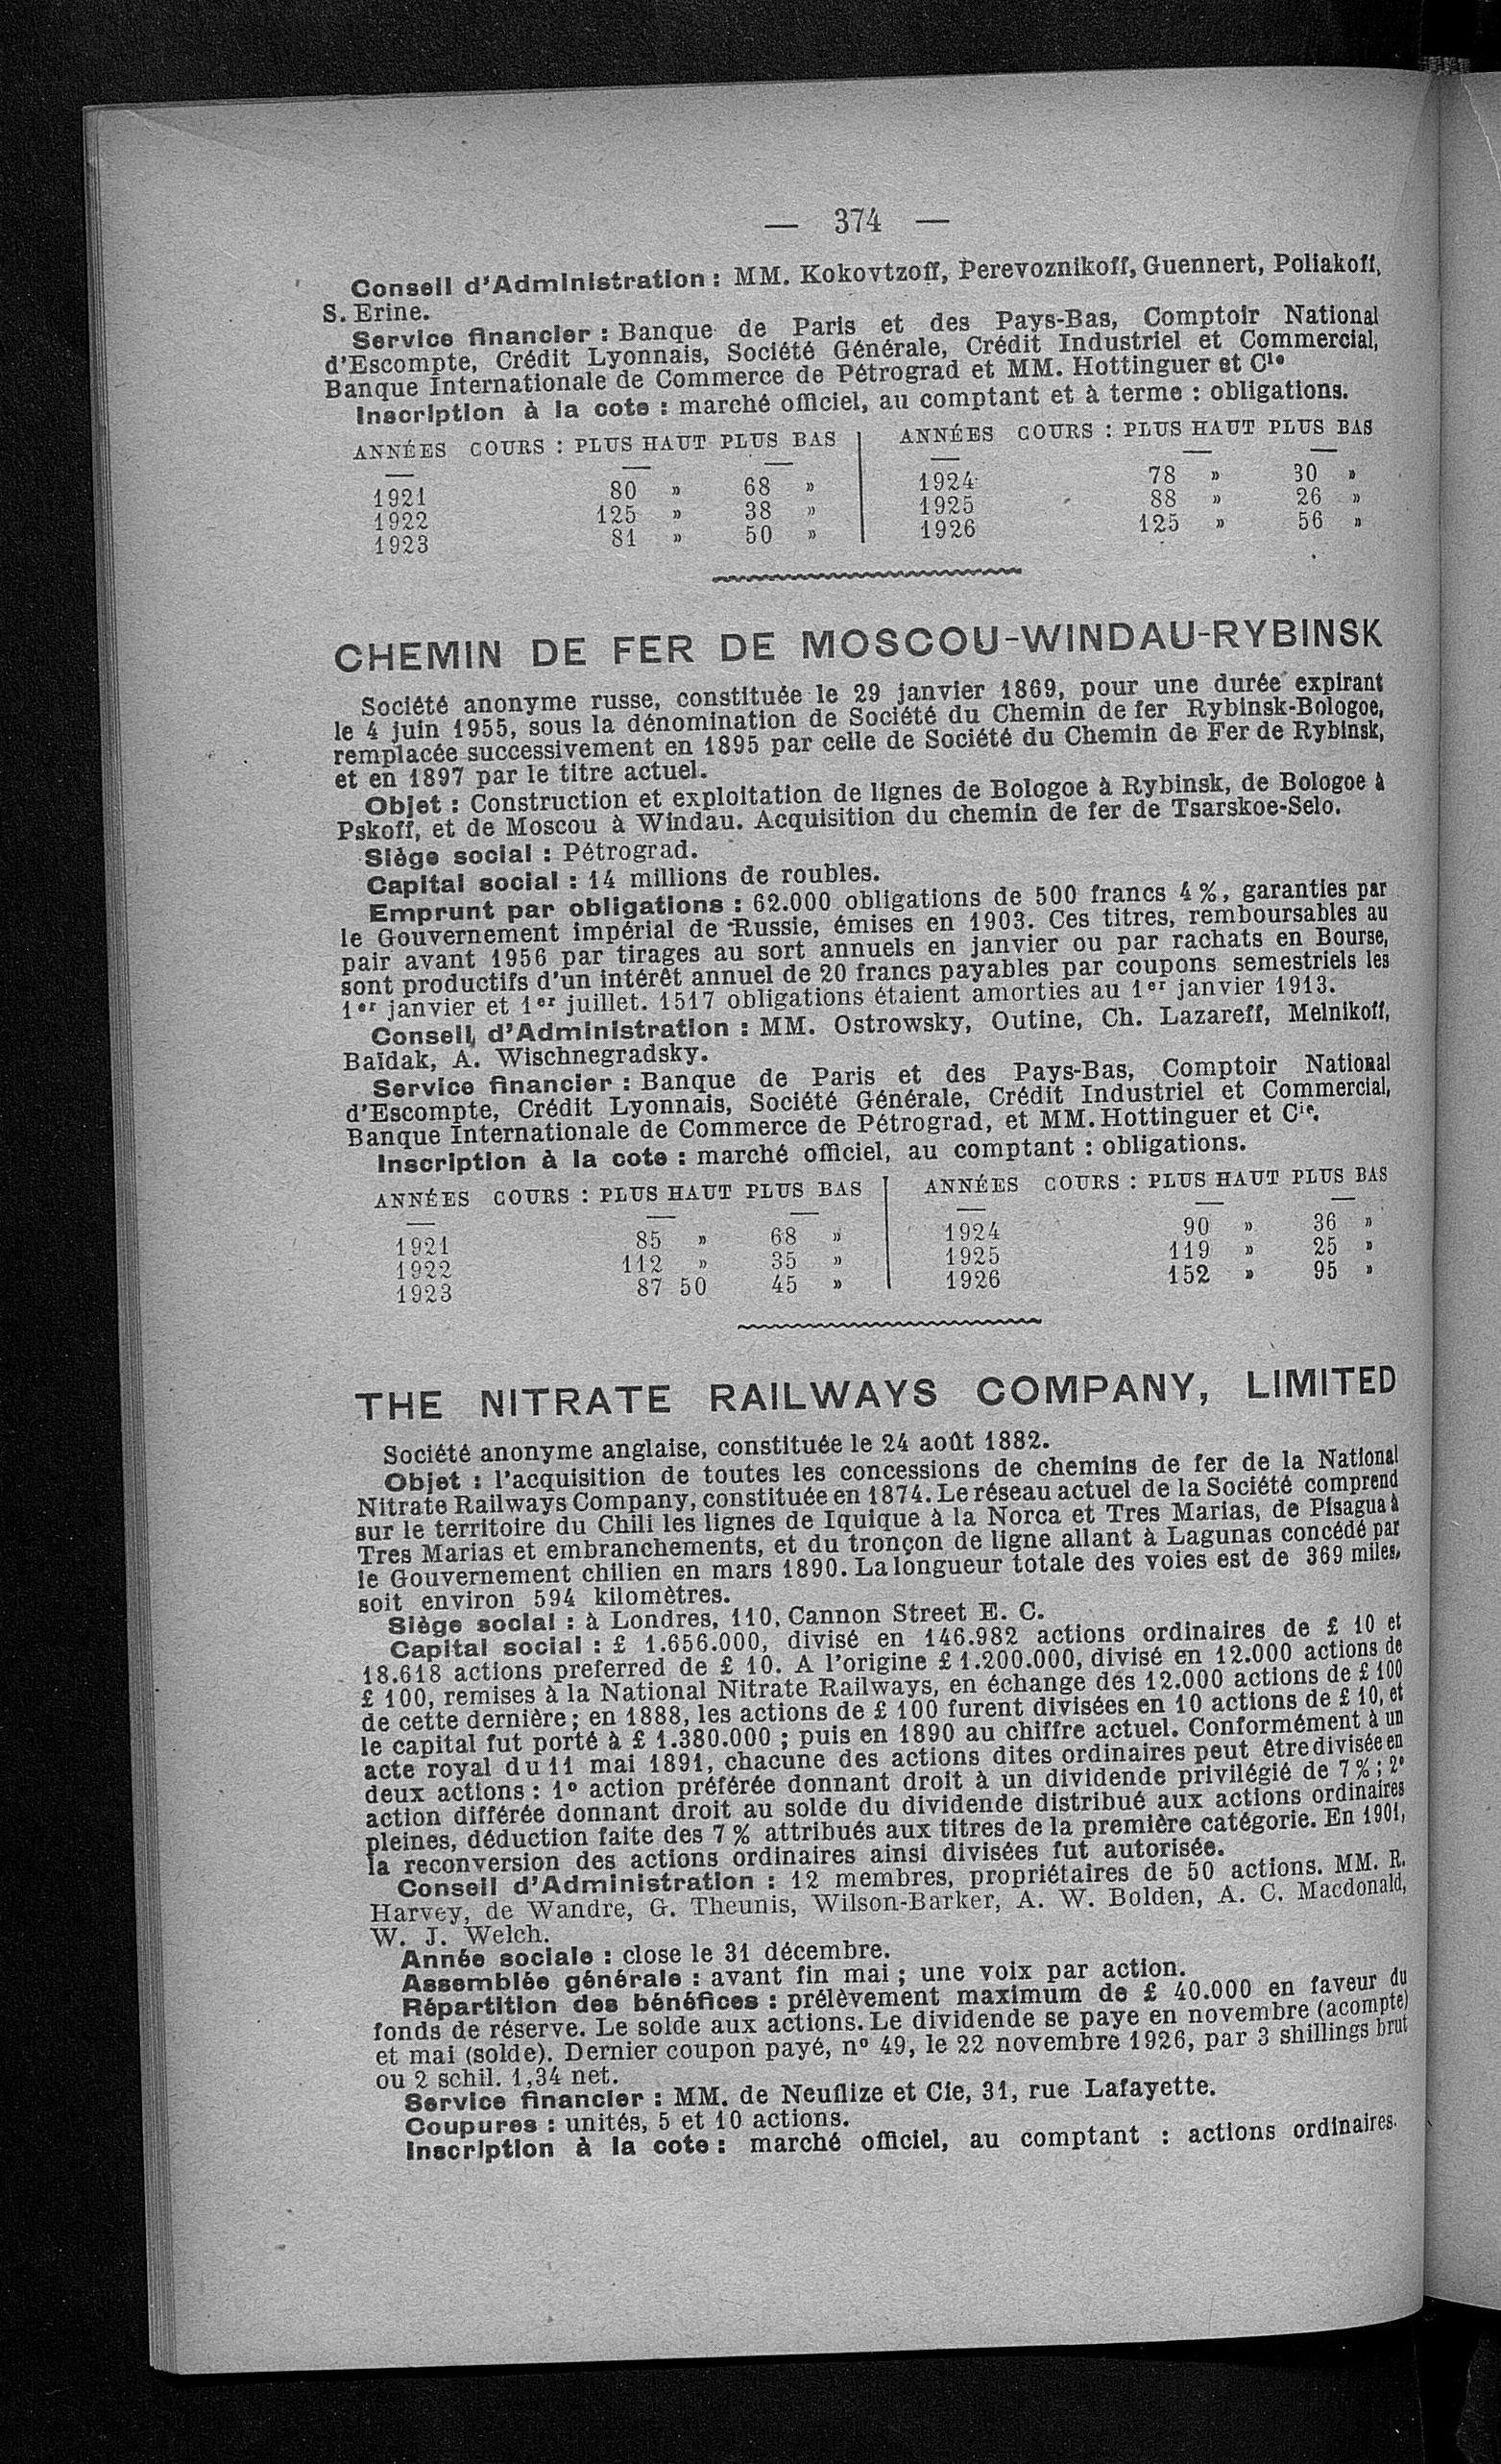 — 374 —
Conseil d'Administration : MM. Kokovtzoff, Perevoznikoff, Guennert, Poliakoff,
S. Erine.
Service financier : Banque de Paris et des Pays-Bas, Comptoir National
d'Escompte, Crédit Lyonnais, Société Générale, Crédit Industriel et Commercial,
Banque Internationale de Commerce de Pétrograd et MM. Hottinguer et Cie
Inscription à la cote : marché officiel, au comptant et à terme : obligations.
ANNÉES COURS : PLUS HAUT PLUS BAS | ANNÉES COURS : PLUS HAUT PLUS BAS
1921 80 » 68 » | 1924 78 » 30 »
1922 125 » 38 » | 1925 88 » 26 »
1923 81 » 50 » | 1926 125 » 56 »
CHEMIN DE FER DE MOSCOU-WINDAU-RYBINSK
Société anonyme russe, constituée le 29 janvier 1869, pour une durée expirant
le 4 juin 1955, sous la dénomination de Société du Chemin de fer Rybinsk-Bologoe,
remplacée successivement en 1895 par celle de Société du Chemin de Fer de Rybinsk,
et en 1897 par le titre actuel.
Objet : Construction et exploitation de lignes de Bologoe à Rybinsk, de Bologoe à
Pskoff, et de Moscou à Windau. Acquisition du chemin de fer de Tsarskoe-Selo.
Siège social : Pétrograd.
Capital social : 14 millions de roubles.
Emprunt par obligations : 62.000 obligations de 500 francs 4 %, garanties par
le Gouvernement impérial de Russie, émises en 1903. Ces titres, remboursables au
pair avant 1956 par tirages au sort annuels en janvier ou par rachats en Bourse,
sont productifs d'un intérêt annuel de 20 francs payables par coupons semestriels les
1er janvier et 1er juillet. 1517 obligations étaient amorties au 1er janvier 1913.
Conseil, d'Administration : MM. Ostrowsky, Outine, Ch. Lazareff, Melnikoff,
Baïdak, A. Wischnegradsky.
Service financier : Banque de Paris et des Pays-Bas, Comptoir National
d'Escompte, Crédit Lyonnais, Société Générale, Crédit Industriel et Commercial,
Banque Internationale de Commerce de Pétrograd, et MM. Hottinguer et Cie.
Inscription à la cote : marché officiel, au comptant : obligations.
ANNÉES COURS : PLUS HAUT PLUS BAS | ANNÉES COURS : PLUS HAUT PLUS BAS
1921 85 » 68 » | 1924 90 » 36 »
1922 112 » 35 » | 1925 119 » 25 »
1923 87 50 45 » | 1926 152 » 95 »
THE NITRATE RAILWAYS COMPANY, LIMITED
Société anonyme anglaise, constituée le 24 août 1882.
Objet : l'acquisition de toutes les concessions de chemins de fer de la National
Nitrate Railways Company, constituée en 1874. Le réseau actuel de la Société comprend
sur le territoire du Chili les lignes de Iquique à la Norca et Tres Marias, de Pisagua à
Tres Marias et embranchements, et du tronçon de ligne allant à Lagunas concédé par
le Gouvernement chilien en mars 1890. La longueur totale des voies est de 369 miles,
soit environ 594 kilomètres.
Siège social : à Londres, 110, Cannon Street E. C.
Capital social : £ 1.656.000, divisé en 146.982 actions ordinaires de £ 10 et
18.618 actions preferred de £ 10. A l'origine £ 1.200.000, divisé en 12.000 actions de
£ 100, remises à la National Nitrate Railways, en échange des 12.000 actions de £ 100
de cette dernière ; en 1888, les actions de £ 100 furent divisées en 10 actions de £ 10, et
le capital fut porté à £ 1.380.000 ; puis en 1890 au chiffre actuel. Conformément à un
acte royal du 11 mai 1891, chacune des actions dites ordinaires peut être divisée en
deux actions : 1° action préférée donnant droit à un dividende privilégié de 7 % ; 2°
action différée donnant droit au solde du dividende distribué aux actions ordinaires
pleines, déduction faite des 7 % attribués aux titres de la première catégorie. En 1901,
la reconversion des actions ordinaires ainsi divisées fut autorisée.
Conseil d'Administration : 12 membres, propriétaires de 50 actions. MM. R.
Harvey, de Wandre, G. Theunis, Wilson-Barker, A. W. Bolden, A. C. Macdonald,
W. J. Welch.
Année sociale : close le 31 décembre.
Assemblée générale : avant fin mai ; une voix par action.
Répartition des bénéfices : prélèvement maximum de £ 40.000 en faveur du
fonds de réserve. Le solde aux actions. Le dividende se paye en novembre (acompte)
et mai (solde). Dernier coupon payé, n° 49, le 22 novembre 1926, par 3 shillings brut
ou 2 schil. 1,34 net.
Service financier : MM. de Neuflize et Cie, 31, rue Lafayette.
Coupures : unités, 5 et 10 actions.
Inscription à la cote : marché officiel, au comptant : actions ordinaires.